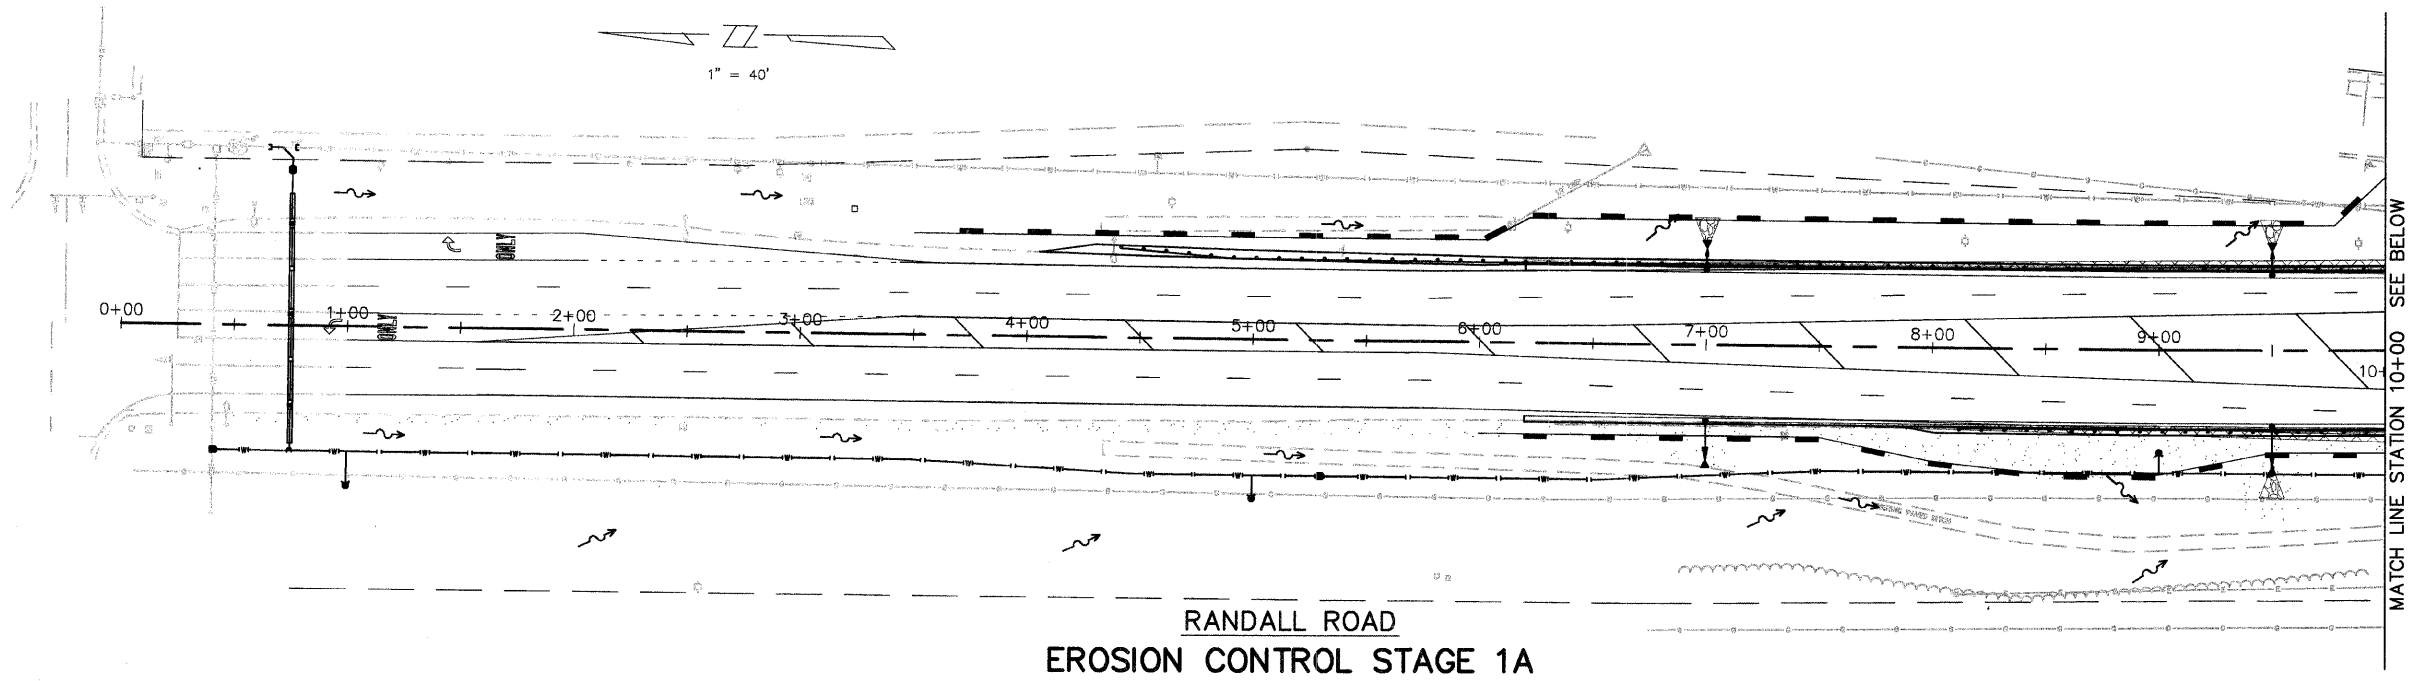 1" = 40'
ONLY
0+00
1+00
ONLY
2+00
3+00
4+00
5+00
6+00
7+00
8+00
9+00
10+
MATCH LINE STATION 10+00 SEE BELOW
RANDALL ROAD
EROSION CONTROL STAGE 1A